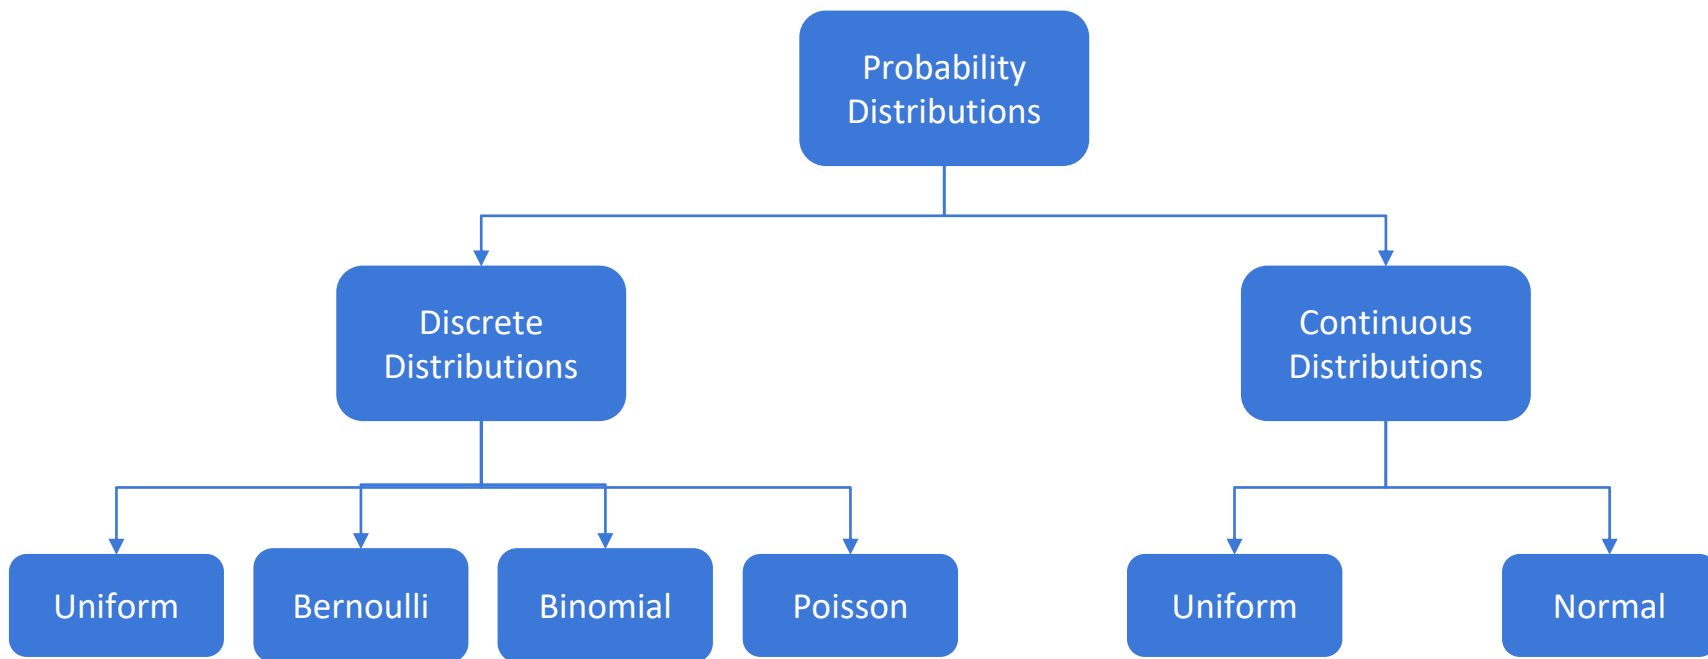 Probability
Distributions
Discrete
Distributions
Continuous
Distributions
Uniform
Bernoulli
Binomial
Poisson
Uniform
Normal